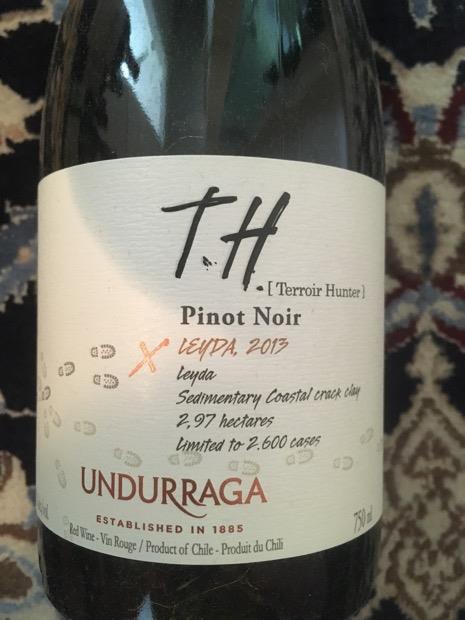 T.H.
[Terroir Hunter]
Pinot Noir
LEYDA, 2013
Leyda
Sedimentary Coastal crack clay
2,97 hectares
Limited to 2.600 cases
UNDURRAGA
ESTABLISHED IN 1885
750 ml
Red Wine - Vin Rouge / Product of Chile - Produit du Chili